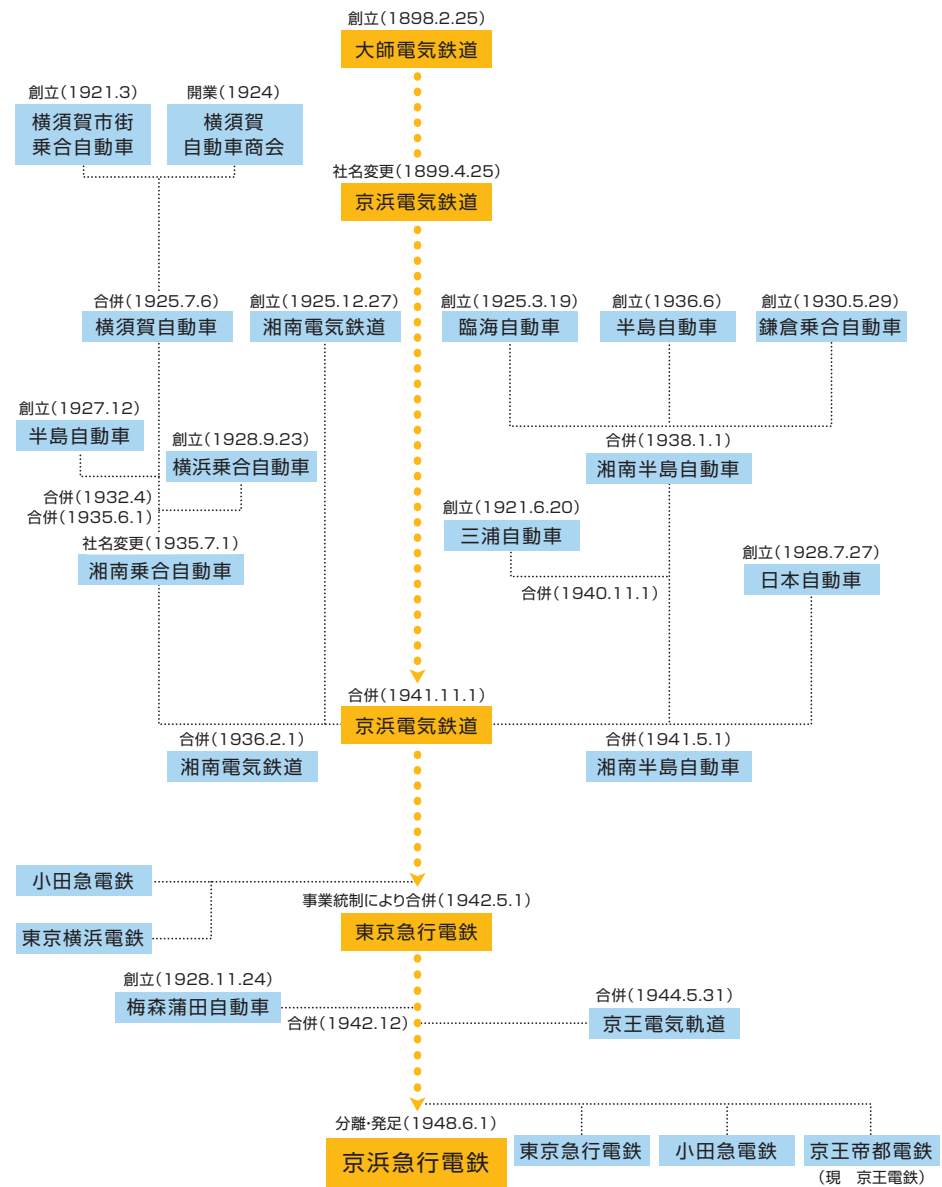 創立(1898.2.25)
大師電気鉄道
創立(1921.3)
横須賀市街
乗合自動車
開業(1924)
横須賀
自動車商会
社名変更(1899.4.25)
京浜電気鉄道
合併(1925.7.6)
横須賀自動車
創立(1925.12.27)
湘南電気鉄道
創立(1925.3.19)
臨海自動車
創立(1936.6)
半島自動車
創立(1930.5.29)
鎌倉乗合自動車
創立(1927.12)
半島自動車
創立(1928.9.23)
横浜乗合自動車
合併(1938.1.1)
湘南半島自動車
合併(1932.4)
合併(1935.6.1)
社名変更(1935.7.1)
湘南乗合自動車
創立(1921.6.20)
三浦自動車
創立(1928.7.27)
日本自動車
合併(1940.11.1)
合併(1941.11.1)
京浜電気鉄道
合併(1936.2.1)
湘南電気鉄道
合併(1941.5.1)
湘南半島自動車
小田急電鉄
東京横浜電鉄
事業統制により合併(1942.5.1)
東京急行電鉄
創立(1928.11.24)
梅森蒲田自動車
合併(1942.12)
合併(1944.5.31)
京王電気軌道
分離・発足(1948.6.1)
京浜急行電鉄
東京急行電鉄
小田急電鉄
京王帝都電鉄
(現　京王電鉄)